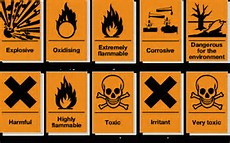 Explosive
Oxidising
Extremely
flammable
Corrosive
Dangerous
for the
environment
Harmful
Highly
flammable
Toxic
Irritant
Very toxic